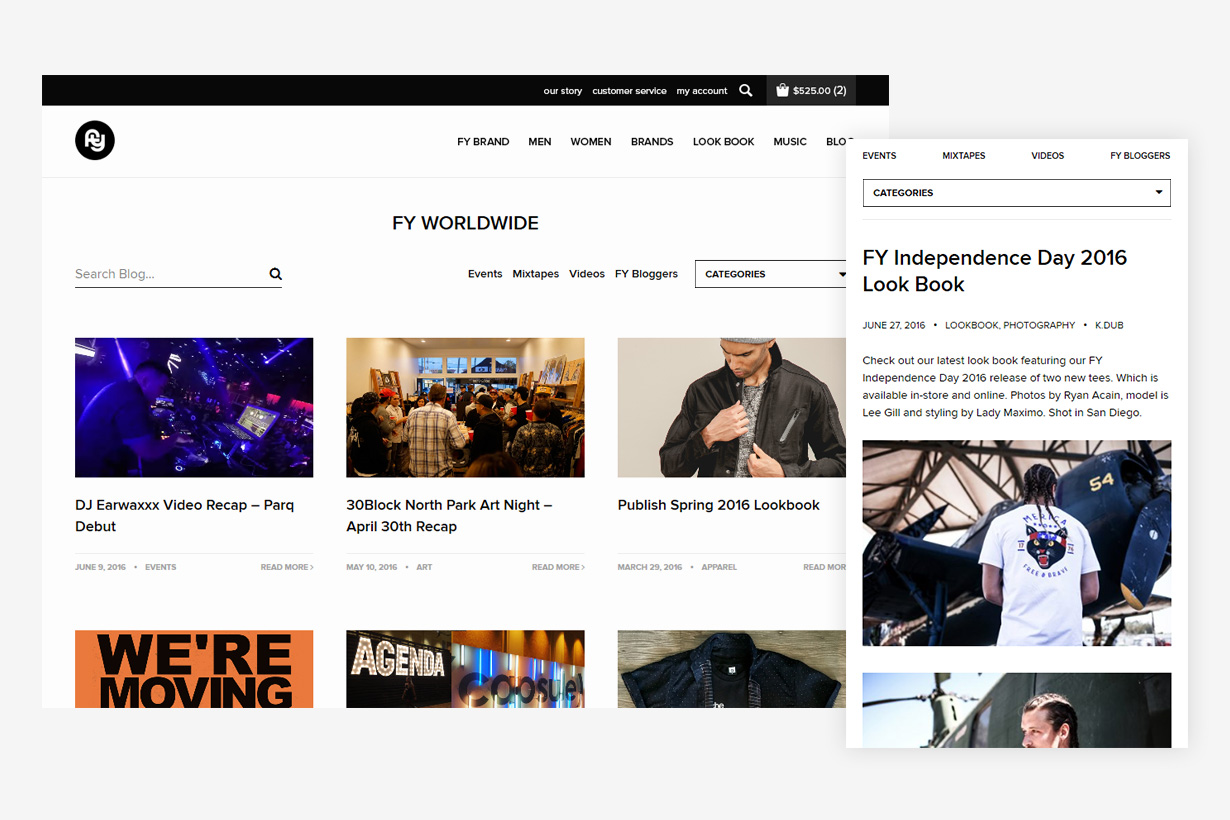 our story customer service my account $525.00 (2)
fy
FY BRAND MEN WOMEN BRANDS LOOK BOOK MUSIC
FY WORLDWIDE
Search Blog...
Events Mixtapes Videos FY Bloggers CATEGORIES
DJ Earwaxxx Video Recap – Parq
Debut
JUNE 9, 2016 • EVENTS READ MORE >
30Block North Park Art Night –
April 30th Recap
MAY 10, 2016 • ART READ MORE >
Publish Spring 2016 Lookbook
MARCH 29, 2016 • APPAREL READ
WE'RE
MOVING
AGENDA
capsule
EVENTS MIXTAPES VIDEOS FY BLOGGERS
CATEGORIES
FY Independence Day 2016
Look Book
JUNE 27, 2016 • LOOKBOOK, PHOTOGRAPHY • K.DUB
Check out our latest look book featuring our FY
Independence Day 2016 release of two new tees. Which is
available in-store and online. Photos by Ryan Acain, model is
Lee Gill and styling by Lady Maximo. Shot in San Diego.
54
MERICA
17
FREE & BRAVE